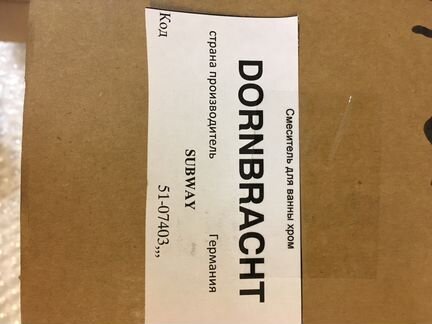 Смеситель для ванны хром
DORNBRACHT
страна производитель Германия
SUBWAY
Код 51-07403,,,